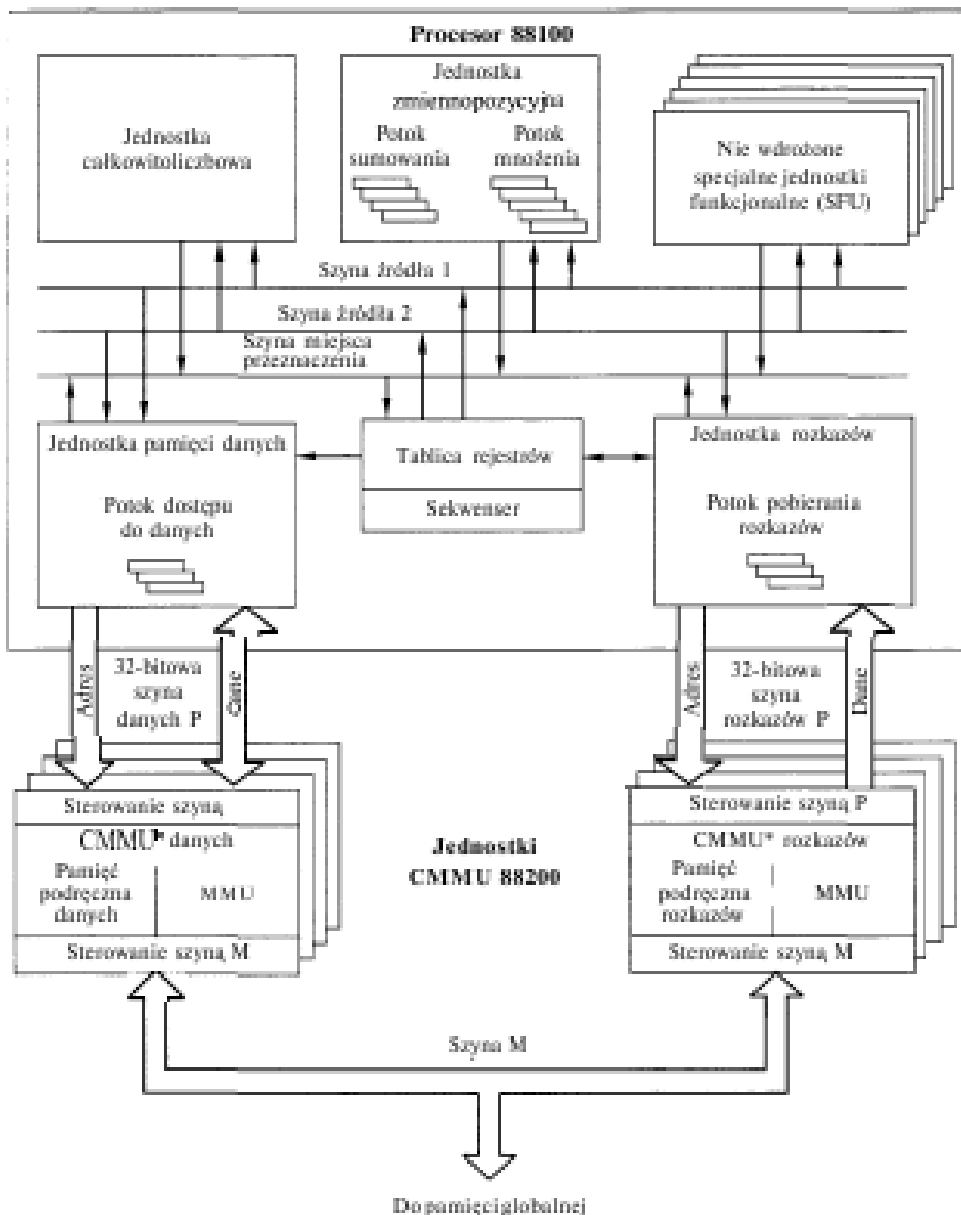 Procesor 88100
Jednostka
całkowitoliczbowa
Jednostka
zmiennopozycyjna
Potok
sumowania
Potok
mnożenia
Nie wdrożone
specjalne jednostki
funkcjonalne (SFU)
Szyna źródła 1
Szyna źródła 2
Szyna miejsca
przeznaczenia
Jednostka pamięci danych
Potok dostępu
do danych
Tablica rejestrów
Sekwenser
Jednostka rozkazów
Potok pobierania
rozkazów
Adres
32-bitowa
szyna
danych P
Dane
Adres
32-bitowa
szyna
rozkazów P
Dane
Sterowanie szyną
CMMU* danych
Pamięć
podręczna
danych
MMU
Sterowanie szyną M
Jednostki
CMMU 88200
Sterowanie szyną P
CMMU* rozkazów
Pamięć
podręczna
rozkazów
MMU
Sterowanie szyną M
Szyna M
Do pamięci globalnej